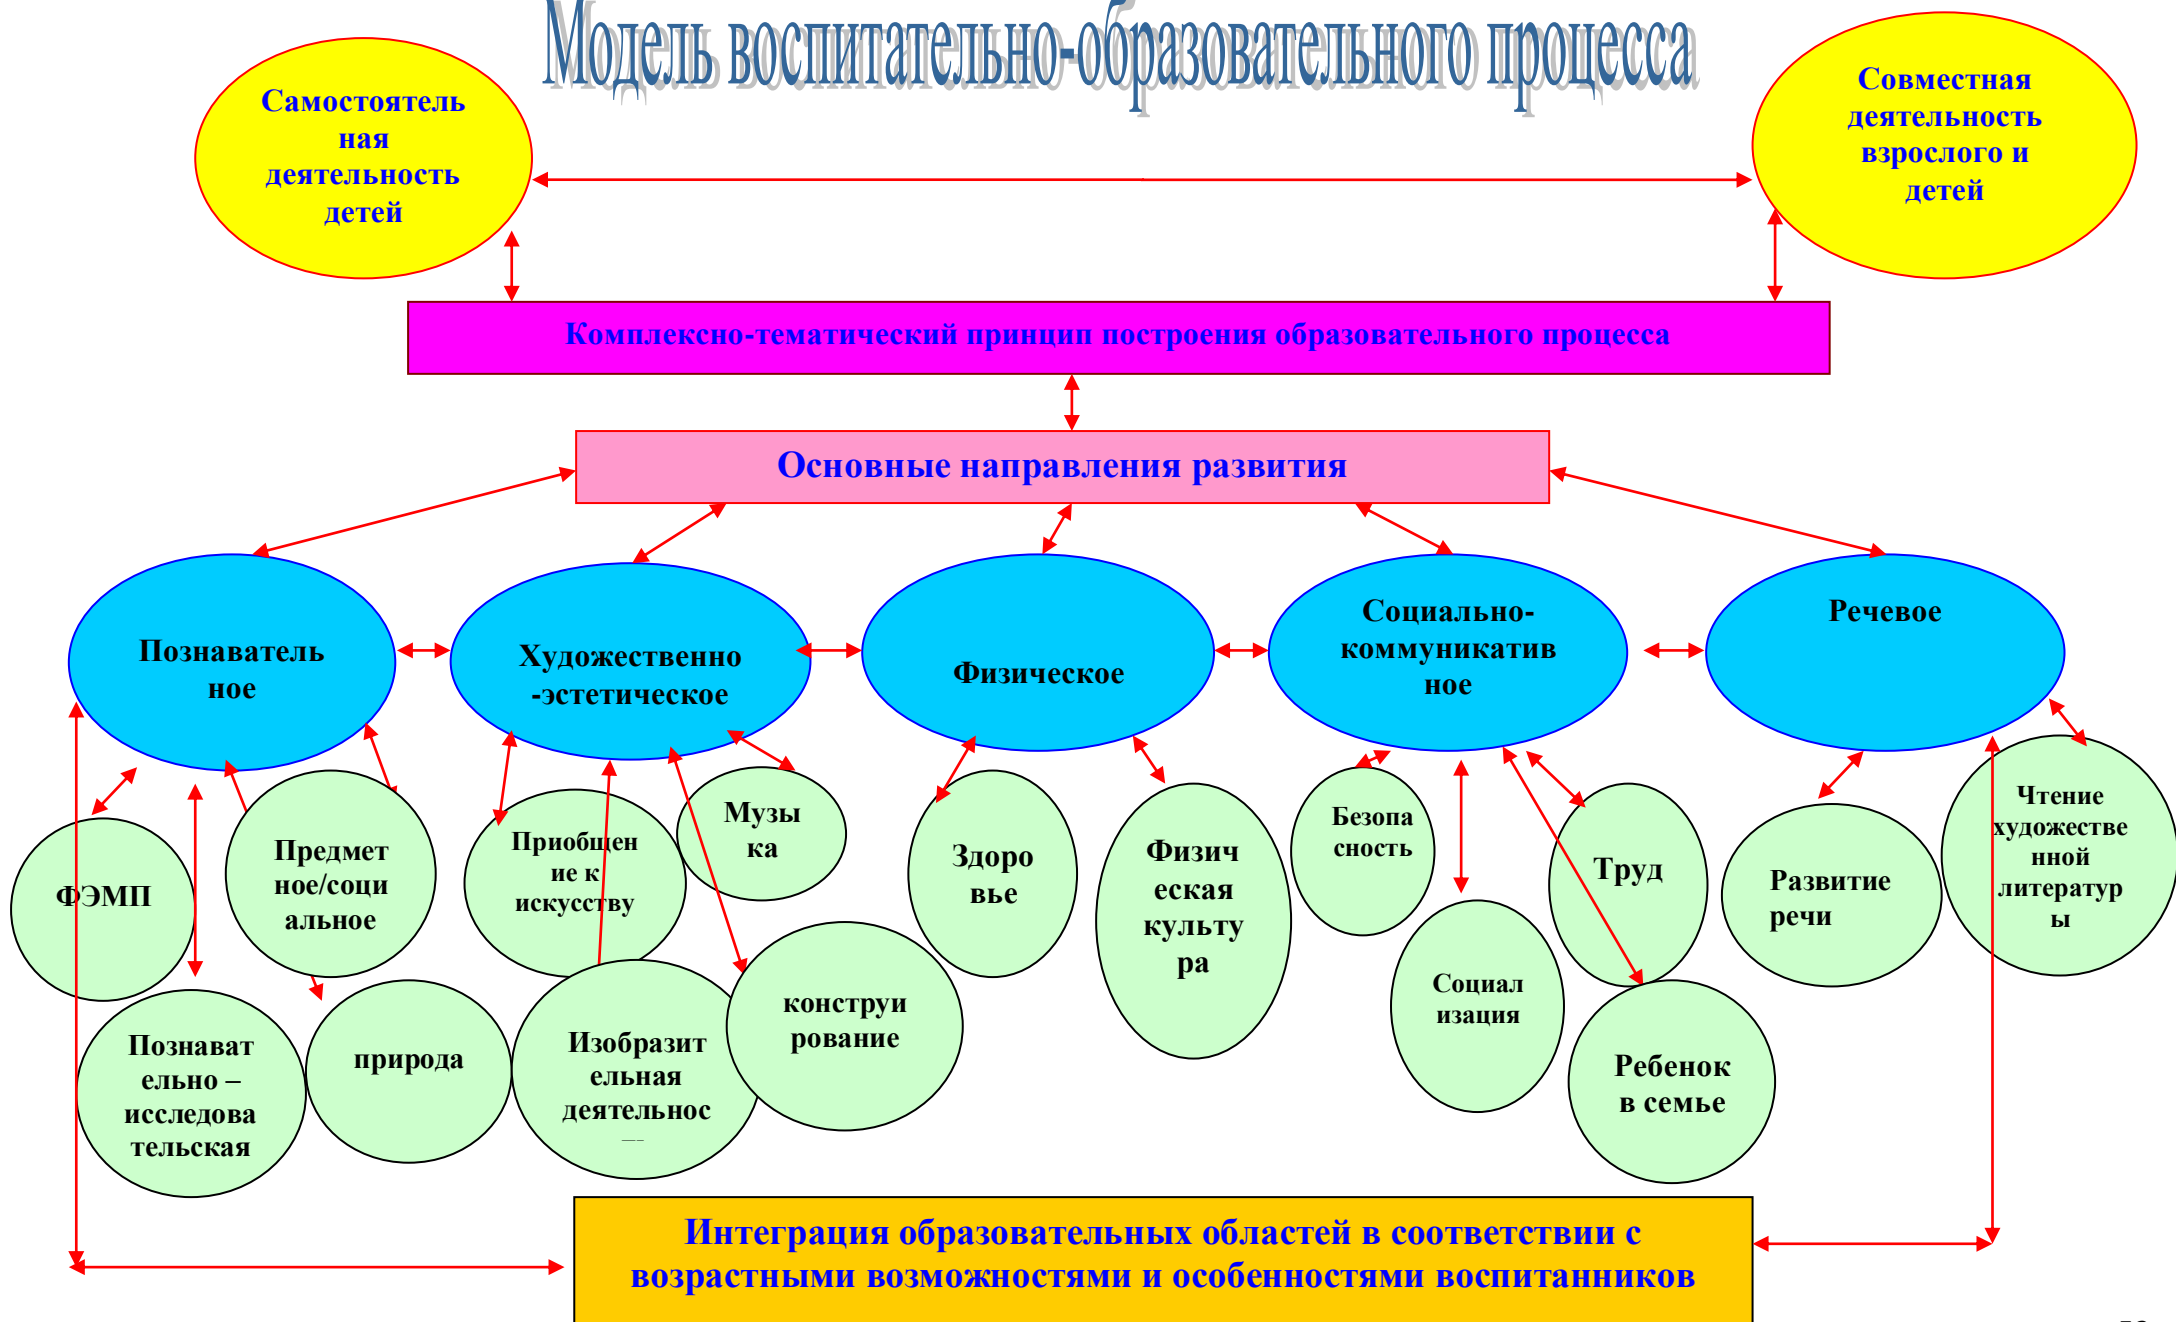 Модель воспитательно-образовательного процесса
Самостоятель
ная
деятельность
детей
Совместная
деятельность
взрослого и
детей
Комплексно-тематический принцип построения образовательного процесса
Основные направления развития
Познаватель
ное
Художественно
-эстетическое
Физическое
Социально-
коммуникатив
ное
Речевое
ФЭМП
Предмет
ное/соци
альное
Познават
ельно –
исследова
тельская
природа
Приобщен
ие к
искусству
Музы
ка
Изобразит
ельная
деятельнос
конструи
рование
Здоро
вье
Физич
еская
культу
ра
Безопа
сность
Социал
изация
Труд
Ребенок
в семье
Развитие
речи
Чтение
художестве
нной
литератур
ы
Интеграция образовательных областей в соответствии с
возрастными возможностями и особенностями воспитанников